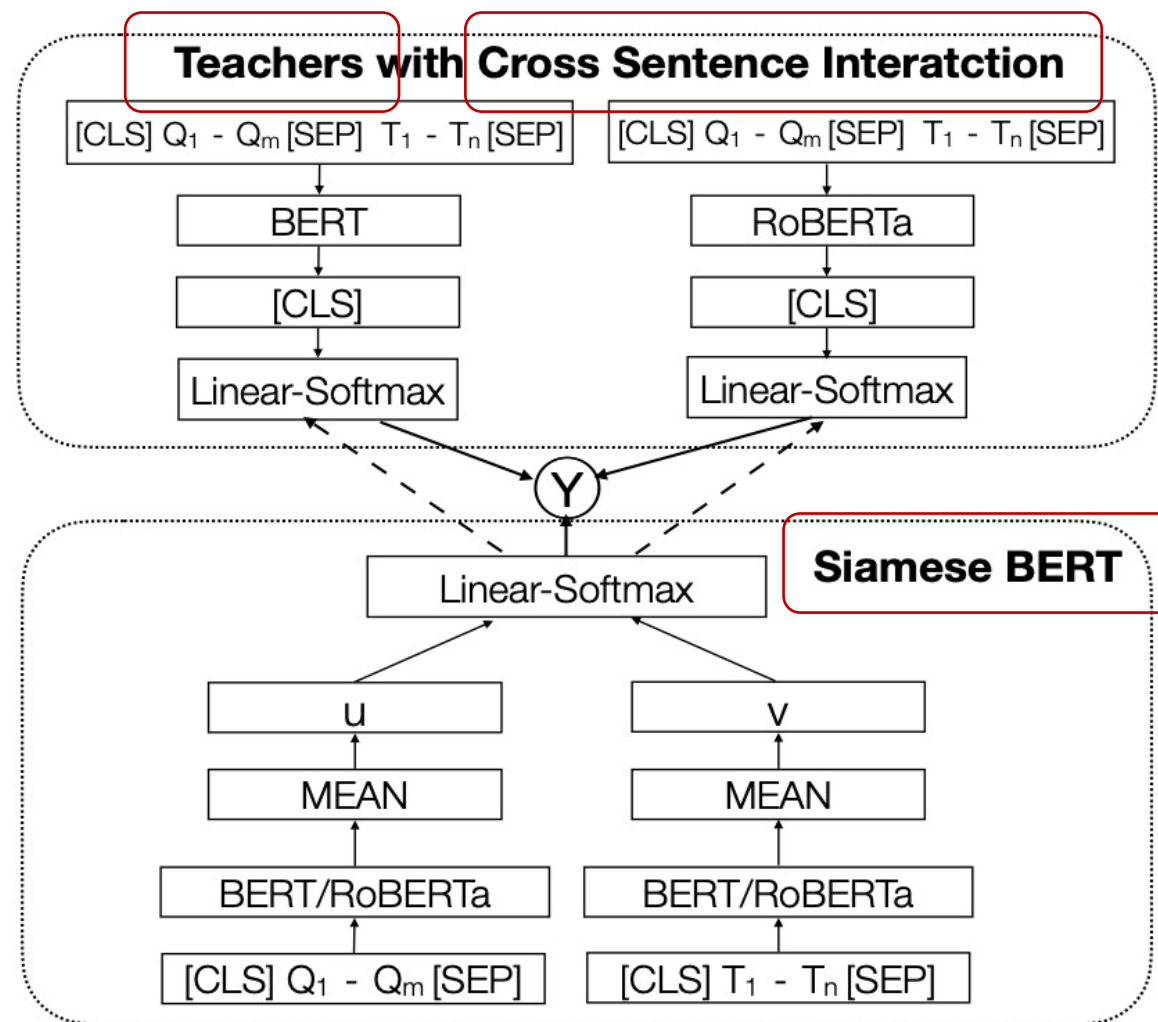 Teachers with Cross Sentence Interatction
[CLS] Q1 - Qm [SEP] T1 - Tn [SEP]
[CLS] Q1 - Qm [SEP] T1 - Tn [SEP]
BERT
RoBERTa
[CLS]
[CLS]
Linear-Softmax
Linear-Softmax
Y
Siamese BERT
Linear-Softmax
u
v
MEAN
MEAN
BERT/RoBERTa
BERT/RoBERTa
[CLS] Q1 - Qm [SEP]
[CLS] T1 - Tn [SEP]